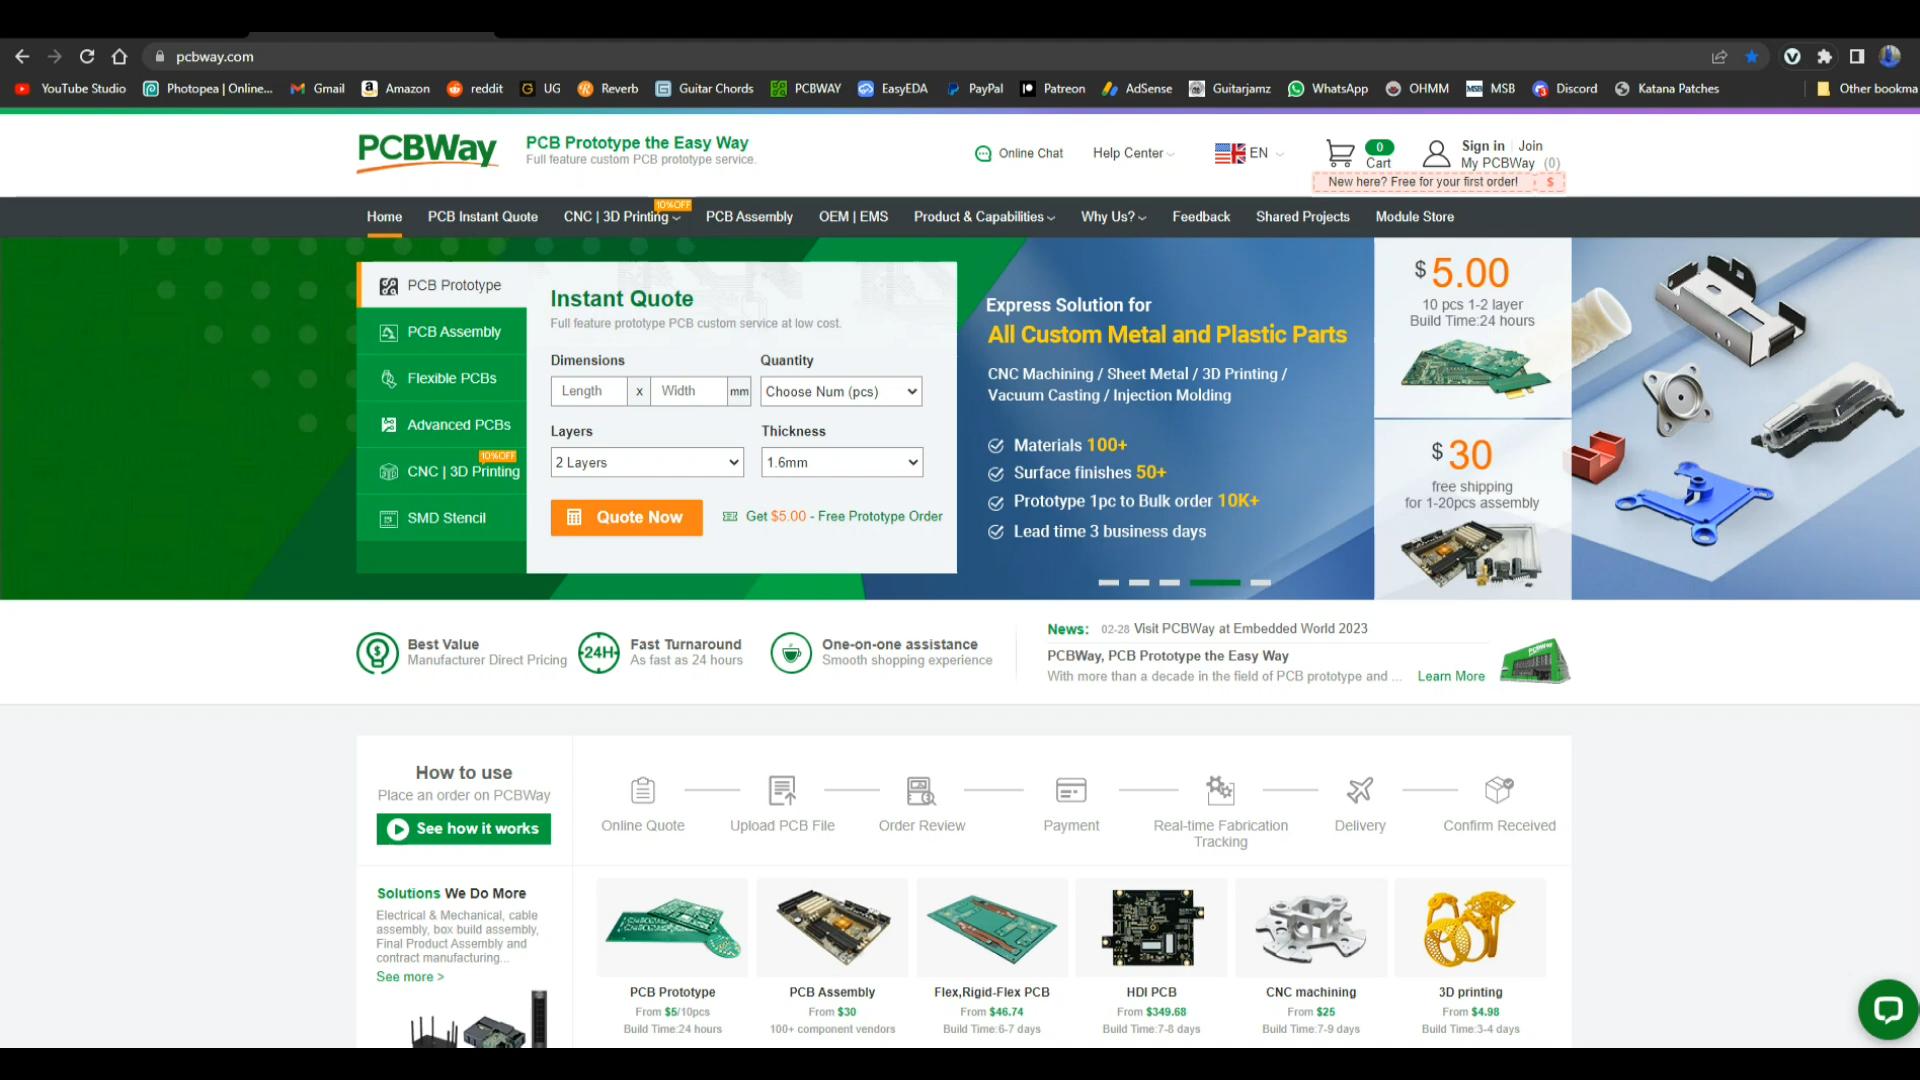 pcbway.com
YouTube Studio
Photopea | Online...
Gmail
Amazon
reddit
UG
Reverb
Guitar Chords
PCBWAY
EasyEDA
PayPal
Patreon
AdSense
Guitarjamz
WhatsApp
OHMM
MSB
Discord
Katana Patches
Other bookma
PCBWay
PCB Prototype the Easy Way
Full feature custom PCB prototype service.
Online Chat
Help Center
EN
0
Cart
Sign in | Join
My PCBWay (0)
New here? Free for your first order! $
Home
PCB Instant Quote
CNC | 3D Printing
10%OFF
PCB Assembly
OEM | EMS
Product & Capabilities
Why Us?
Feedback
Shared Projects
Module Store
PCB Prototype
PCB Assembly
Flexible PCBs
Advanced PCBs
10%OFF
CNC | 3D Printing
SMD Stencil
Instant Quote
Full feature prototype PCB custom service at low cost.
Dimensions
Quantity
Length x Width mm
Choose Num (pcs)
Layers
Thickness
2 Layers
1.6mm
Quote Now
Get $5.00 - Free Prototype Order
Express Solution for
All Custom Metal and Plastic Parts
CNC Machining / Sheet Metal / 3D Printing /
Vacuum Casting / Injection Molding
Materials 100+
Surface finishes 50+
Prototype 1pc to Bulk order 10K+
Lead time 3 business days
$ 5.00
10 pcs 1-2 layer
Build Time:24 hours
$ 30
free shipping
for 1-20pcs assembly
Best Value
Manufacturer Direct Pricing
24H
Fast Turnaround
As fast as 24 hours
One-on-one assistance
Smooth shopping experience
News: 02-28 Visit PCBWay at Embedded World 2023
PCBWay, PCB Prototype the Easy Way
With more than a decade in the field of PCB prototype and ... Learn More
How to use
Place an order on PCBWay
See how it works
Online Quote
Upload PCB File
Order Review
Payment
Real-time Fabrication
Tracking
Delivery
Confirm Received
Solutions We Do More
Electrical & Mechanical, cable
assembly, box build assembly,
Final Product Assembly and
contract manufacturing...
See more >
PCB Prototype
From $5/10pcs
Build Time:24 hours
PCB Assembly
From $30
100+ component vendors
Flex,Rigid-Flex PCB
From $46.74
Build Time:6-7 days
HDI PCB
From $349.68
Build Time:7-8 days
CNC machining
From $25
Build Time:7-9 days
3D printing
From $4.98
Build Time:3-4 days